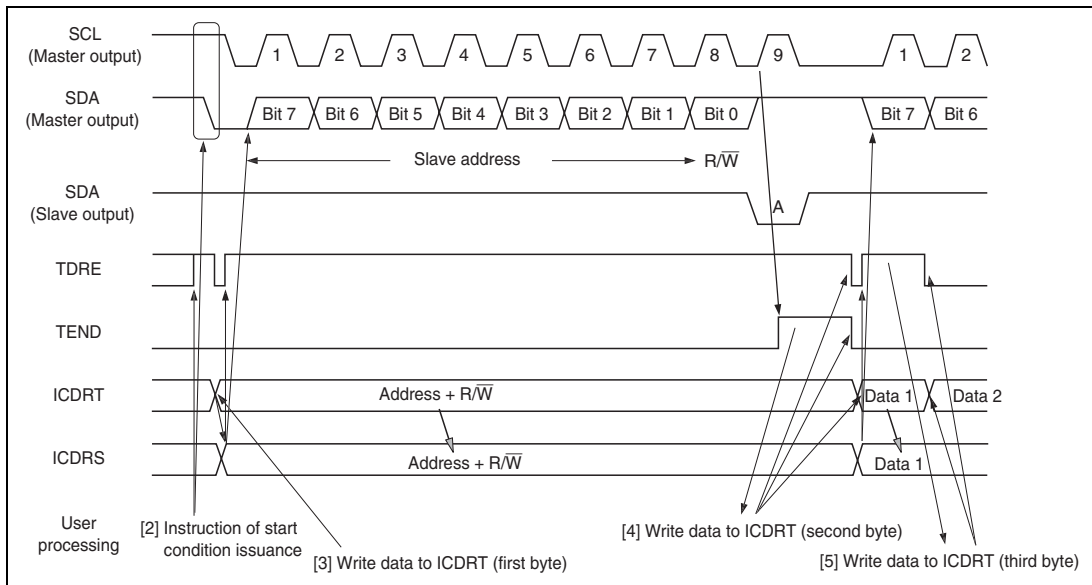 SCL
(Master output)
1 2 3 4 5 6 7 8 9 1 2
SDA
(Master output)
Bit 7 Bit 6 Bit 5 Bit 4 Bit 3 Bit 2 Bit 1 Bit 0 Bit 7 Bit 6
Slave address R/W̅
SDA
(Slave output)
A
TDRE
TEND
ICDRT
Address + R/W̅ Data 1 Data 2
ICDRS
Address + R/W̅ Data 1
User
processing
[2] Instruction of start
condition issuance
[3] Write data to ICDRT (first byte)
[4] Write data to ICDRT (second byte)
[5] Write data to ICDRT (third byte)